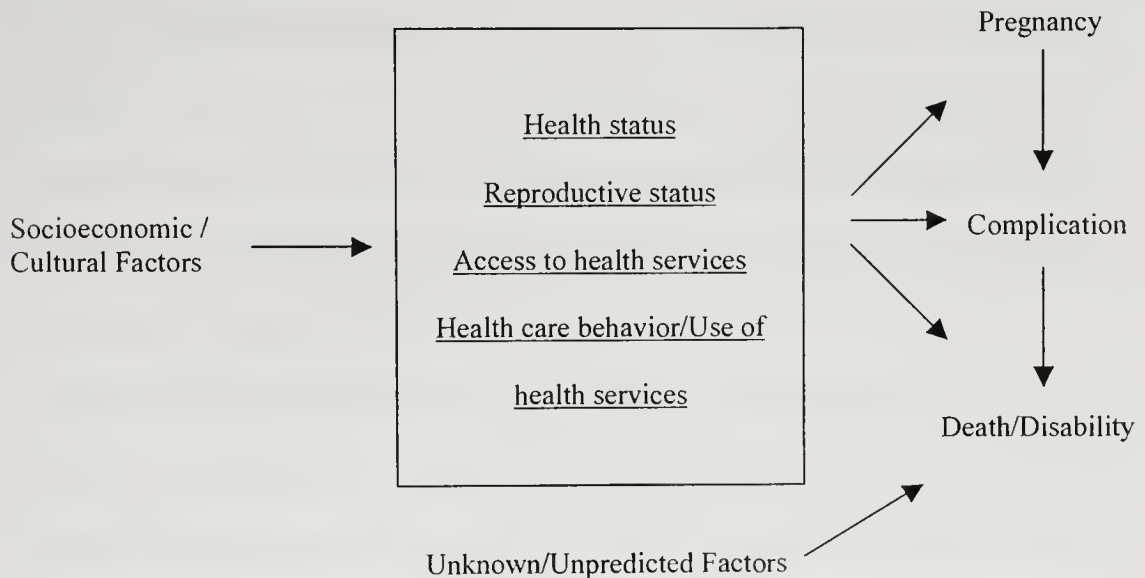 Pregnancy
Health status
Reproductive status
Socioeconomic /
Cultural Factors
Access to health services
Complication
Health care behavior/Use of
health services
Death/Disability
Unknown/Unpredicted Factors